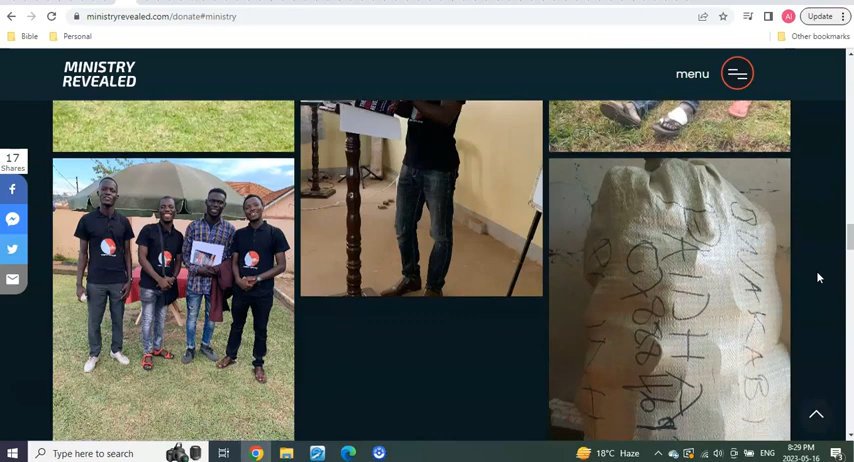 ministryrevealed.com/donate#ministry
Update
Bible
Personal
Other bookmarks
MINISTRY
REVEALED
menu
17
Shares
Type here to search
18°C Haze
ENG
8:29 PM
2023-05-16
3